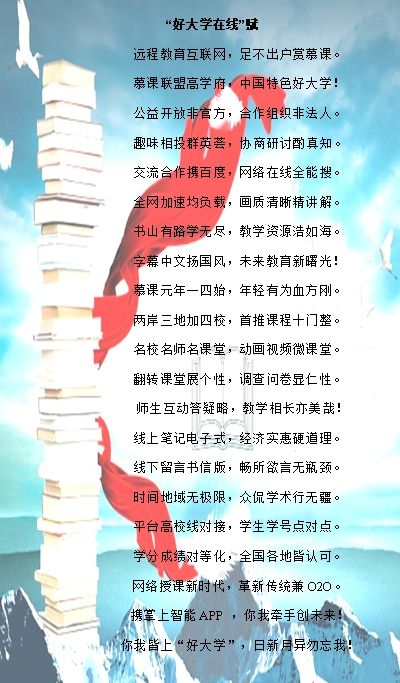 “好大学在线”赋
远程教育互联网，足不出户赏慕课。
慕课联盟高学府，中国特色好大学！
公益开放非官方，合作组织非法人。
趣味相投群英荟，协商研讨酌真知。
交流合作携百度，网络在线全能搜。
全网加速均负载，画质清晰精讲解。
书山有路学无尽，教学资源洁如海。
字幕中文扬国风，未来教育新曙光！
慕课元年一四始，年轻有为血方刚。
两岸三地加四校，首推课程十门整。
名校名师名课堂，动画视频微课堂。
翻转课堂展个性，调查问卷显仁性。
师生互动答疑略，教学相长亦美哉！
线上笔记电子式，经济实惠硬道理。
线下留言书信版，畅所欲言无瓶颈。
时间地域无极限，众侃学术行无疆。
平台高校线对接，学生学号点对点。
学分成绩对等化，全国各地皆认可。
网络授课新时代，革新传统兼 O2O。
携掌上智能 APP ，你我牵手创未来！
你我皆上“好大学”，日新月异勿忘我！